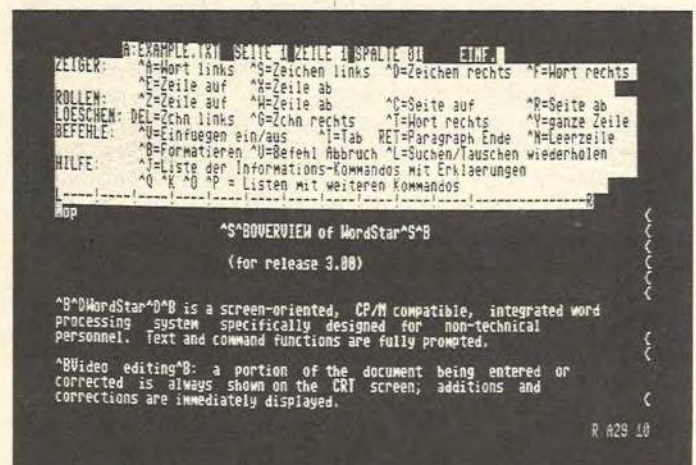 A:EXAMPLE.TXT SEITE 1 ZEILE 1 SPALTE 01 EINF.
ZEIGER: ^A=Wort links ^S=Zeichen links ^D=Zeichen rechts ^F=Wort rechts
^E=Zeile auf ^X=Zeile ab
ROLLEN: ^Z=Zeile auf ^W=Zeile ab ^C=Seite auf ^R=Seite ab
LOESCHEN: DEL=Zchn links ^G=Zchn rechts ^T=Wort rechts ^Y=ganze Zeile
BEFEHLE: ^V=Einfuegen ein/aus ^I=Tab RET=Paragraph Ende ^N=Leerzeile
^B=Formatieren ^U=Befehl Abbruch ^L=Suchen/Tauschen wiederholen
HILFE: ^J=Liste der Informations-Kommandos mit Erklaerungen
^Q ^K ^O ^P = Listen mit weiteren Kommandos
L----!----!----!----!----!----!----!----!----!----!--------------R
Mop <
^S^BOVERVIEW of WordStar^S^B <
<
(for release 3.00) <
<
<
^B^DWordStar^D^B is a screen-oriented, CP/M compatible, integrated word
processing system specifically designed for non-technical
personnel. Text and command functions are fully prompted. <
<
^BVideo editing^B: a portion of the document being entered or
corrected is always shown on the CRT screen; additions and
corrections are immediately displayed. <
R A29 10